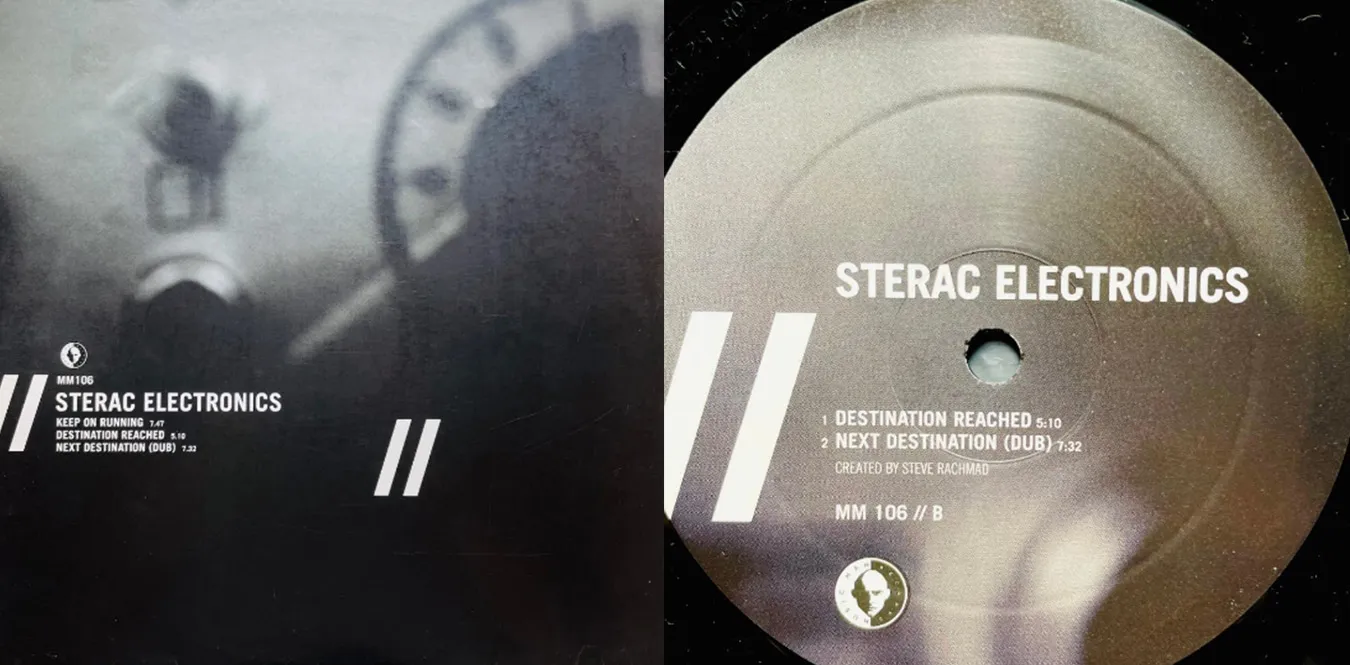 MM106
STERAC ELECTRONICS
KEEP ON RUNNING 7.47
DESTINATION REACHED 5.10
NEXT DESTINATION (DUB) 7.32
STERAC ELECTRONICS
1 DESTINATION REACHED 5:10
2 NEXT DESTINATION (DUB) 7:32
CREATED BY STEVE RACHMAD
MM 106 // B